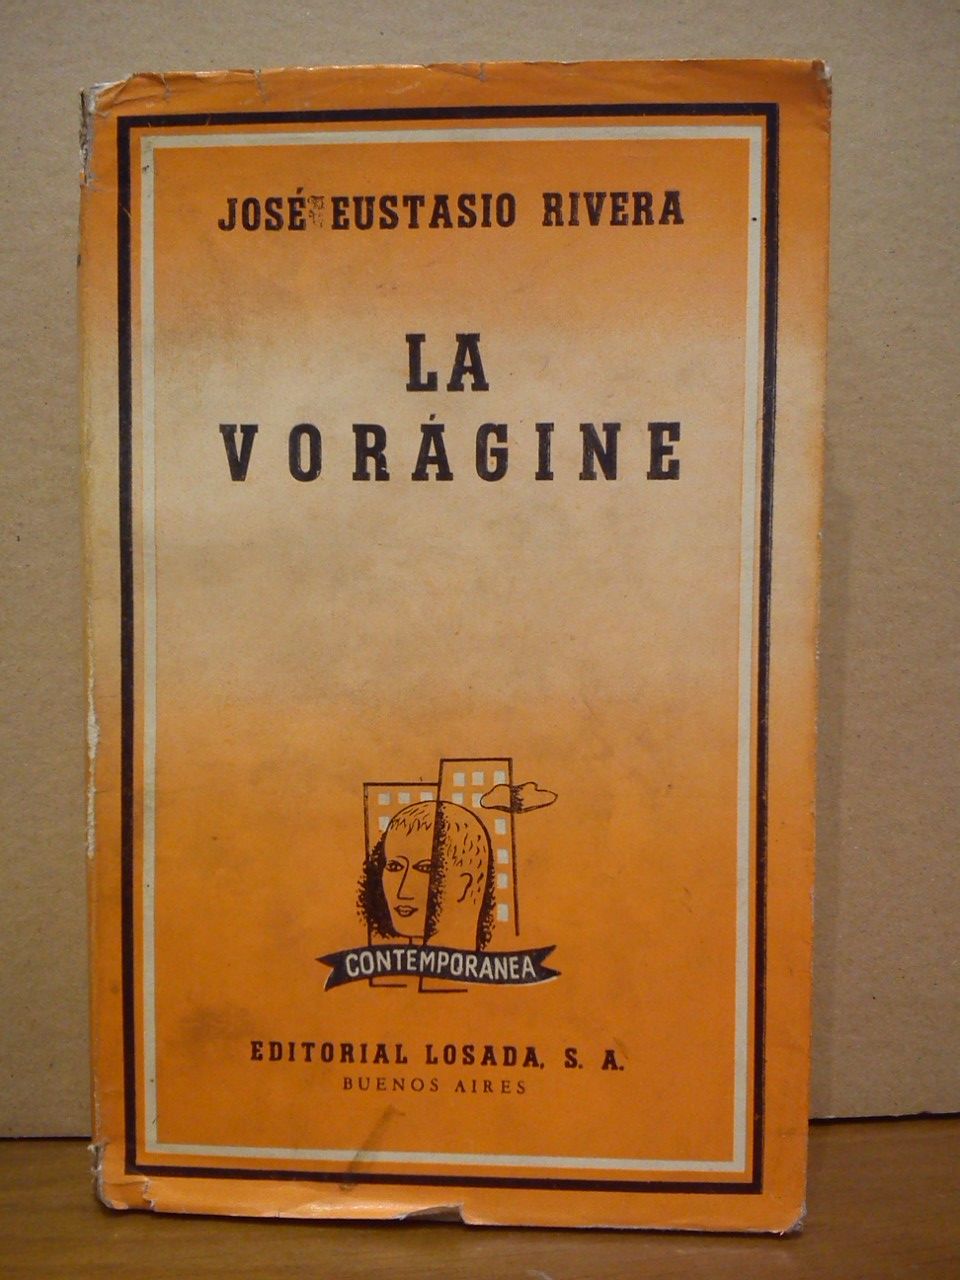 JOSÉ EUSTASIO RIVERA
LA
VORÁGINE
CONTEMPORANEA
EDITORIAL LOSADA, S. A.
BUENOS AIRES